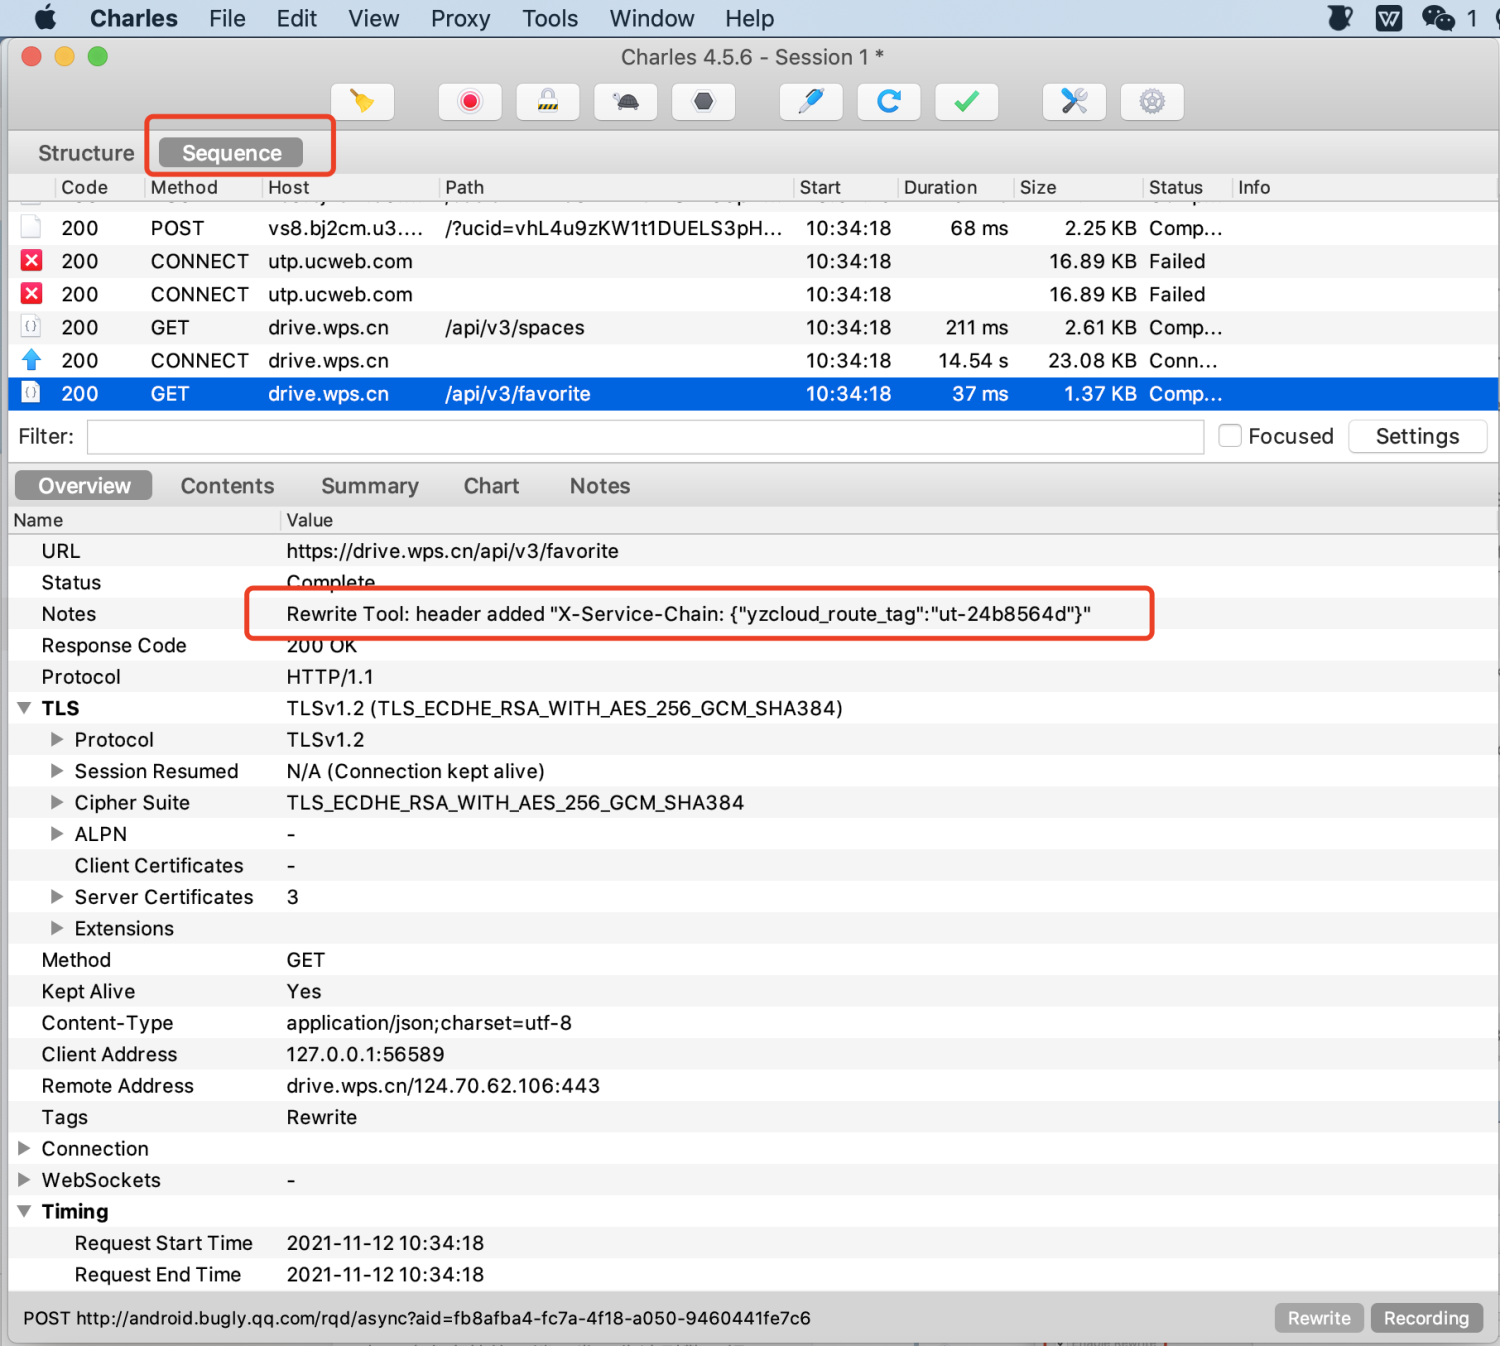 Charles File Edit View Proxy Tools Window Help 1
Charles 4.5.6 - Session 1 *
Structure Sequence
Code Method Host Path Start Duration Size Status Info
200 POST vs8.bj2cm.u3.... /?ucid=vhL4u9zKW1t1DUELS3pH... 10:34:18 68 ms 2.25 KB Comp...
200 CONNECT utp.ucweb.com 10:34:18 16.89 KB Failed
200 CONNECT utp.ucweb.com 10:34:18 16.89 KB Failed
200 GET drive.wps.cn /api/v3/spaces 10:34:18 211 ms 2.61 KB Comp...
200 CONNECT drive.wps.cn 10:34:18 14.54 s 23.08 KB Conn...
200 GET drive.wps.cn /api/v3/favorite 10:34:18 37 ms 1.37 KB Comp...
Filter: Focused Settings
Overview Contents Summary Chart Notes
Name Value
URL https://drive.wps.cn/api/v3/favorite
Status Complete
Notes Rewrite Tool: header added "X-Service-Chain: {"yzcloud_route_tag":"ut-24b8564d"}"
Response Code 200 OK
Protocol HTTP/1.1
TLS TLSv1.2 (TLS_ECDHE_RSA_WITH_AES_256_GCM_SHA384)
Protocol TLSv1.2
Session Resumed N/A (Connection kept alive)
Cipher Suite TLS_ECDHE_RSA_WITH_AES_256_GCM_SHA384
ALPN -
Client Certificates -
Server Certificates 3
Extensions
Method GET
Kept Alive Yes
Content-Type application/json;charset=utf-8
Client Address 127.0.0.1:56589
Remote Address drive.wps.cn/124.70.62.106:443
Tags Rewrite
Connection
WebSockets -
Timing
Request Start Time 2021-11-12 10:34:18
Request End Time 2021-11-12 10:34:18
POST http://android.bugly.qq.com/rqd/async?aid=fb8afba4-fc7a-4f18-a050-9460441fe7c6 Rewrite Recording